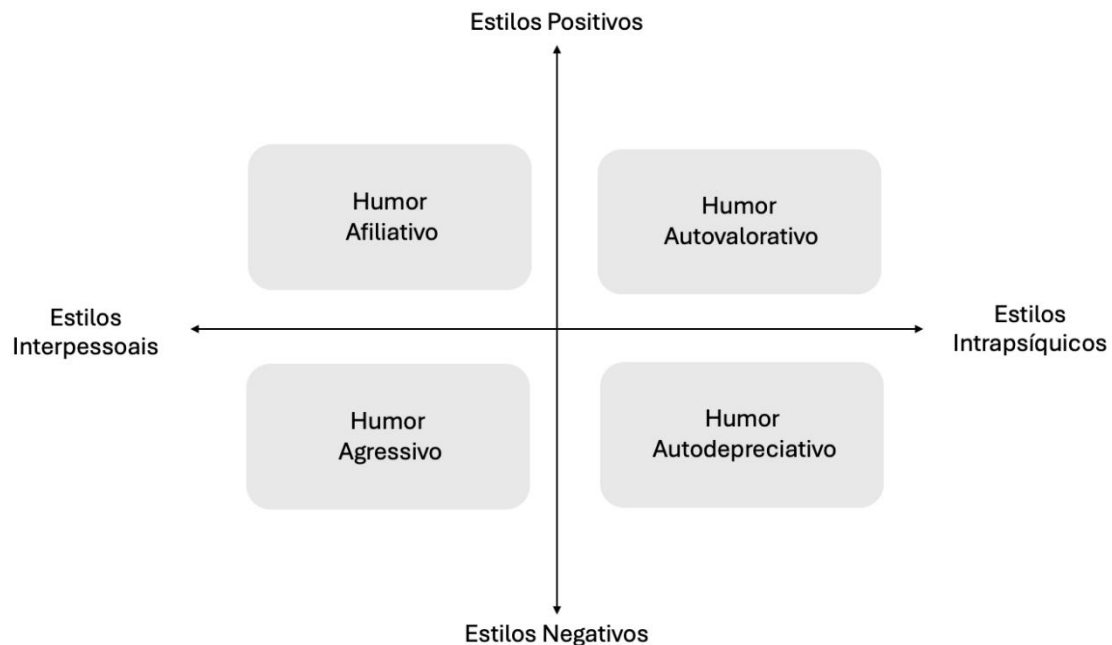 Estilos Positivos
Humor
Afiliativo
Humor
Autovalorativo
Estilos
Interpessoais
Estilos
Intrapsíquicos
Humor
Agressivo
Humor
Autodepreciativo
Estilos Negativos